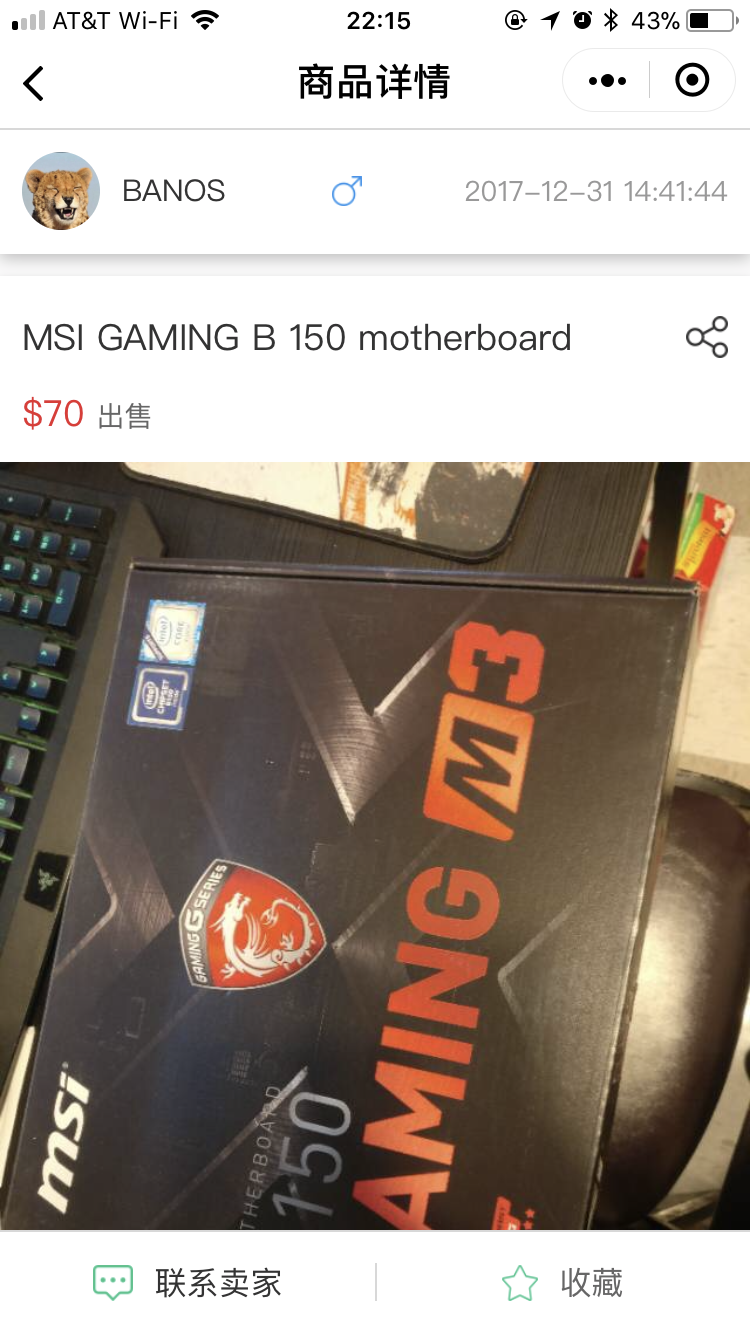 AT&T Wi-Fi 22:15 43%
商品详情
BANOS 2017-12-31 14:41:44
MSI GAMING B 150 motherboard
$70 出售
intel
CORE
intel
CHIPSET
GAMING G SERIES
msi
THERBOARD
150
AMING M3
联系卖家 收藏